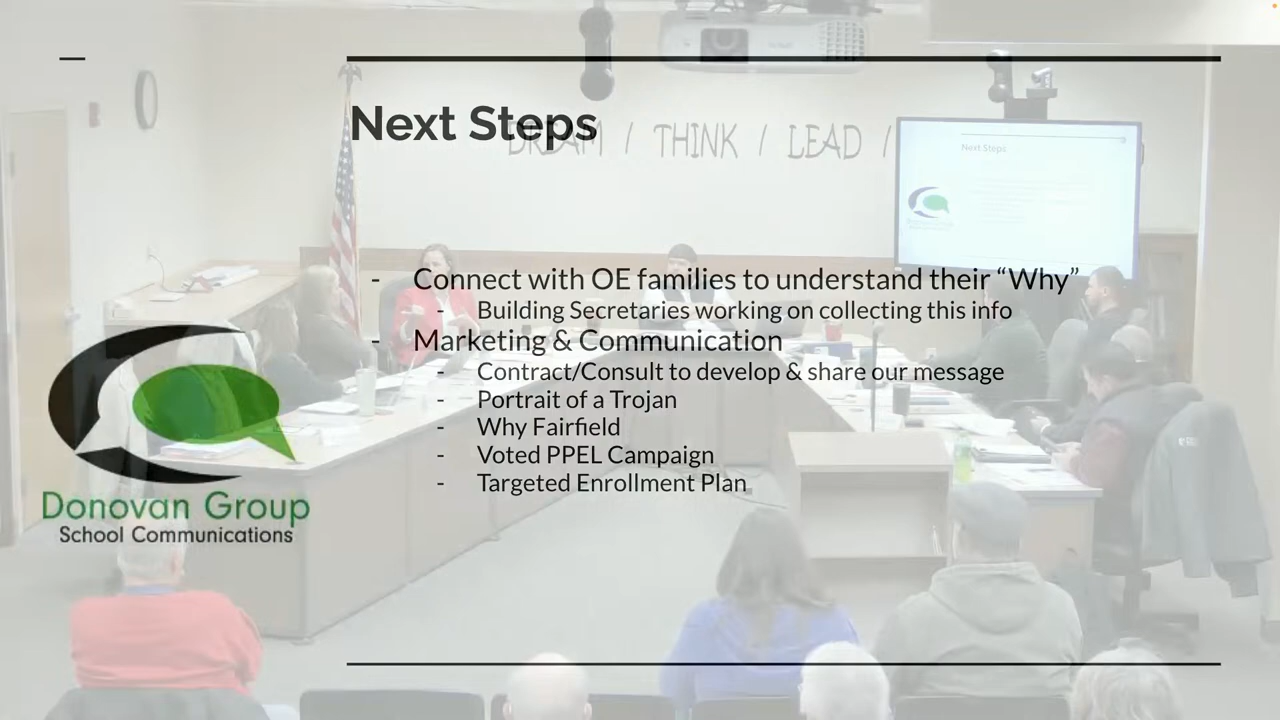 Next Steps
DREAM / THINK / LEAD /
Next Steps
- Connect with OE families to understand their “Why”
- Building Secretaries working on collecting this info
- Marketing & Communication
- Contract/Consult to develop & share our message
- Portrait of a Trojan
- Why Fairfield
- Voted PPEL Campaign
- Targeted Enrollment Plan
Donovan Group
School Communications